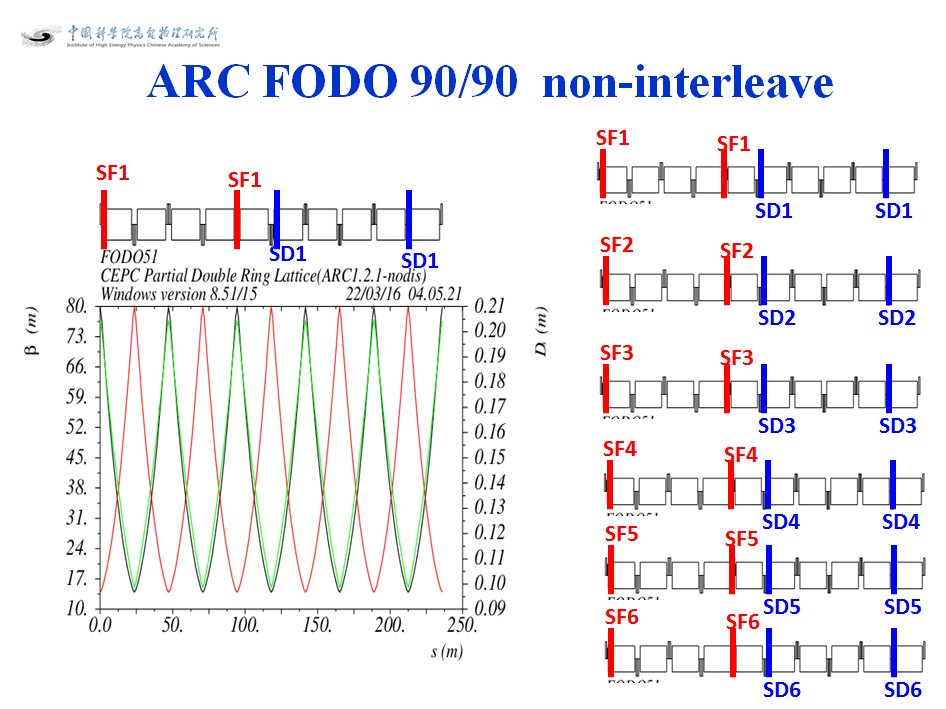 中国科学院高能物理研究所
Institute of High Energy Physics Chinese Academy of Sciences
ARC FODO 90/90 non-interleave
SF1
SF1
SD1
SD1
FODO51
CEPC Partial Double Ring Lattice(ARC1.2.1-nodis)
Windows version 8.51/15 22/03/16 04.05.21
β (m)
80.
73.
66.
59.
52.
45.
38.
31.
24.
17.
10.
0.21
0.20
0.19
0.18
0.17
0.16
0.15
0.14
0.13
0.12
0.11
0.10
0.09
D (m)
0.0 50. 100. 150. 200. 250.
s (m)
SF1
SF1
SD1
SD1
SF2
SF2
SD2
SD2
SF3
SF3
SD3
SD3
SF4
SF4
SD4
SD4
SF5
SF5
SD5
SD5
SF6
SF6
SD6
SD6